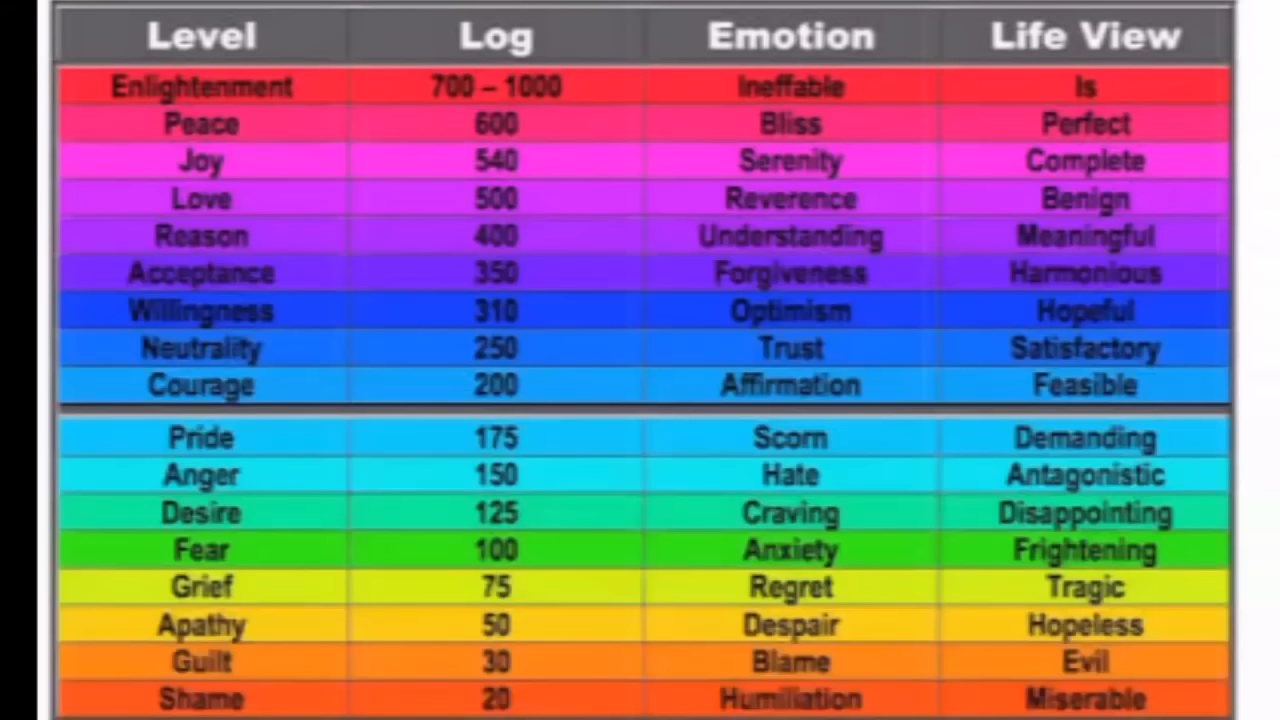 Level Log Emotion Life View
Enlightenment 700 – 1000 Ineffable Is
Peace 600 Bliss Perfect
Joy 540 Serenity Complete
Love 500 Reverence Benign
Reason 400 Understanding Meaningful
Acceptance 350 Forgiveness Harmonious
Willingness 310 Optimism Hopeful
Neutrality 250 Trust Satisfactory
Courage 200 Affirmation Feasible
Pride 175 Scorn Demanding
Anger 150 Hate Antagonistic
Desire 125 Craving Disappointing
Fear 100 Anxiety Frightening
Grief 75 Regret Tragic
Apathy 50 Despair Hopeless
Guilt 30 Blame Evil
Shame 20 Humiliation Miserable